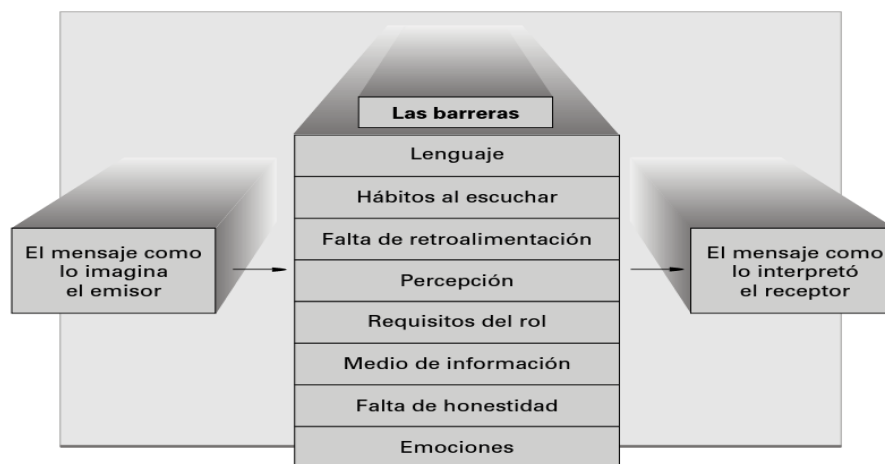 Las barreras
Lenguaje
Hábitos al escuchar
Falta de retroalimentación
Percepción
Requisitos del rol
Medio de información
Falta de honestidad
Emociones
El mensaje como
lo imagina
el emisor
El mensaje como
lo interpretó
el receptor